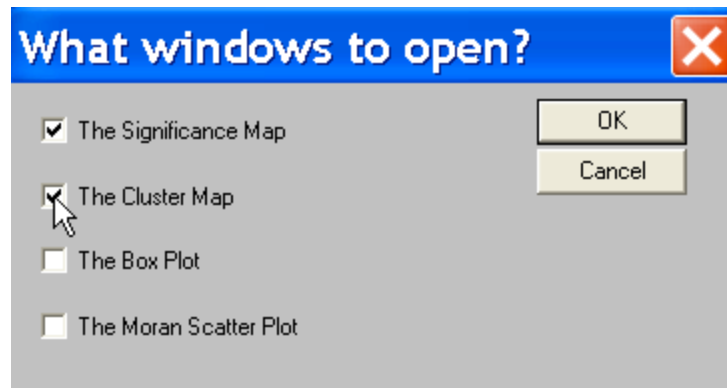 What windows to open?
The Significance Map
OK
The Cluster Map
Cancel
The Box Plot
The Moran Scatter Plot